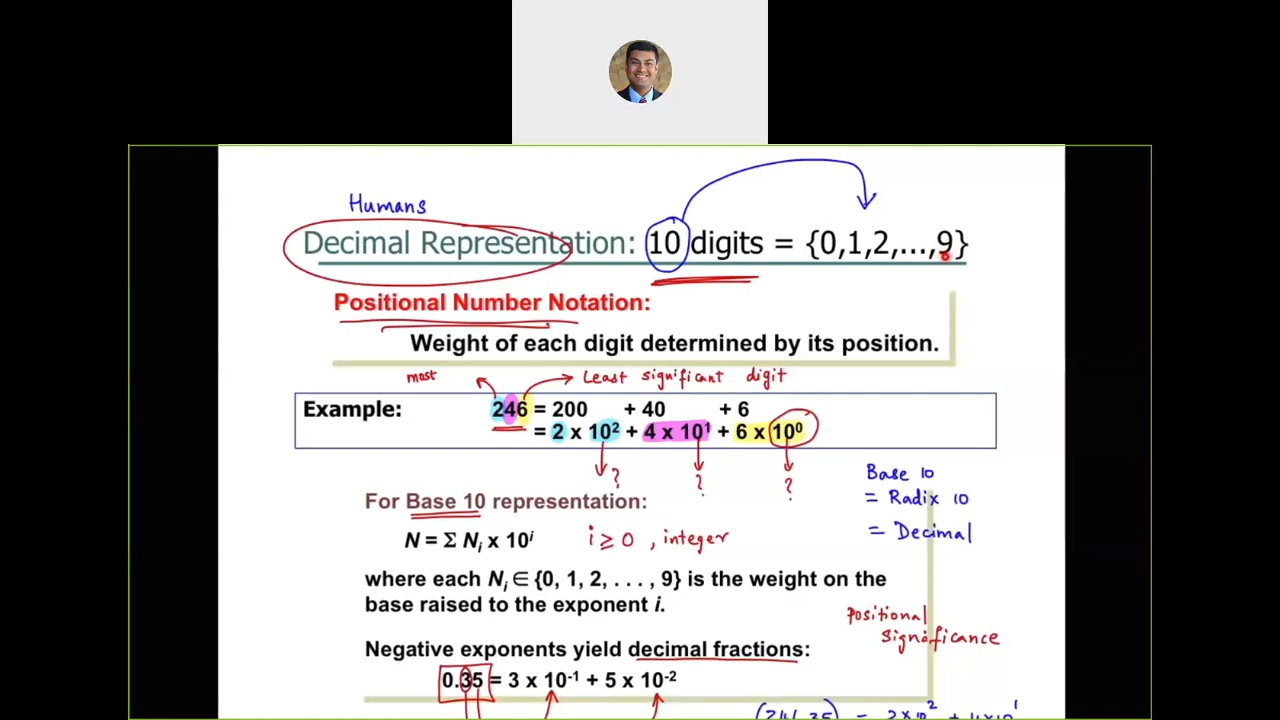 Humans
Decimal Representation: 10 digits = {0,1,2,...,9}
Positional Number Notation:
Weight of each digit determined by its position.
most Least significant digit
Example: 246 = 200 + 40 + 6
= 2 x 10² + 4 x 10¹ + 6 x 10⁰
? ? ?
Base 10
= Radix 10
= Decimal
For Base 10 representation:
N = Σ Nᵢ x 10ⁱ i ≥ 0 , integer
where each Nᵢ ∈ {0, 1, 2, . . . , 9} is the weight on the
base raised to the exponent i.
Positional
significance
Negative exponents yield decimal fractions:
0.35 = 3 x 10⁻¹ + 5 x 10⁻²